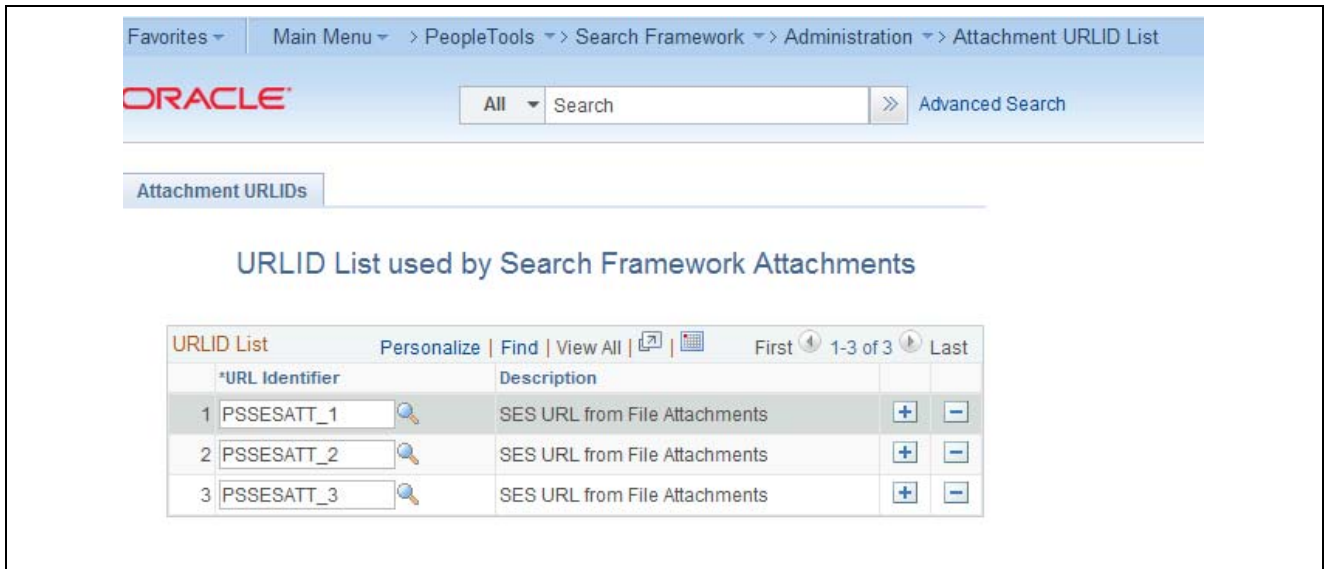 Favorites Main Menu > PeopleTools > Search Framework > Administration > Attachment URLID List
ORACLE All Search » Advanced Search
Attachment URLIDs
URLID List used by Search Framework Attachments
URLID List Personalize | Find | View All | | First 1-3 of 3 Last
*URL Identifier Description
1 PSSESATT_1 SES URL from File Attachments + -
2 PSSESATT_2 SES URL from File Attachments + -
3 PSSESATT_3 SES URL from File Attachments + -